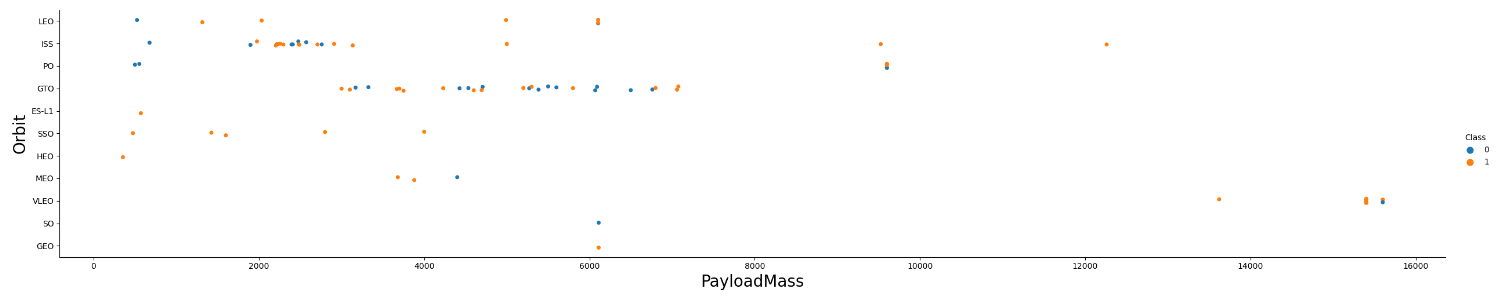 Orbit
LEO
ISS
PO
GTO
ES-L1
SSO
HEO
MEO
VLEO
SO
GEO
0 2000 4000 6000 8000 10000 12000 14000 16000
PayloadMass
Class
0
1